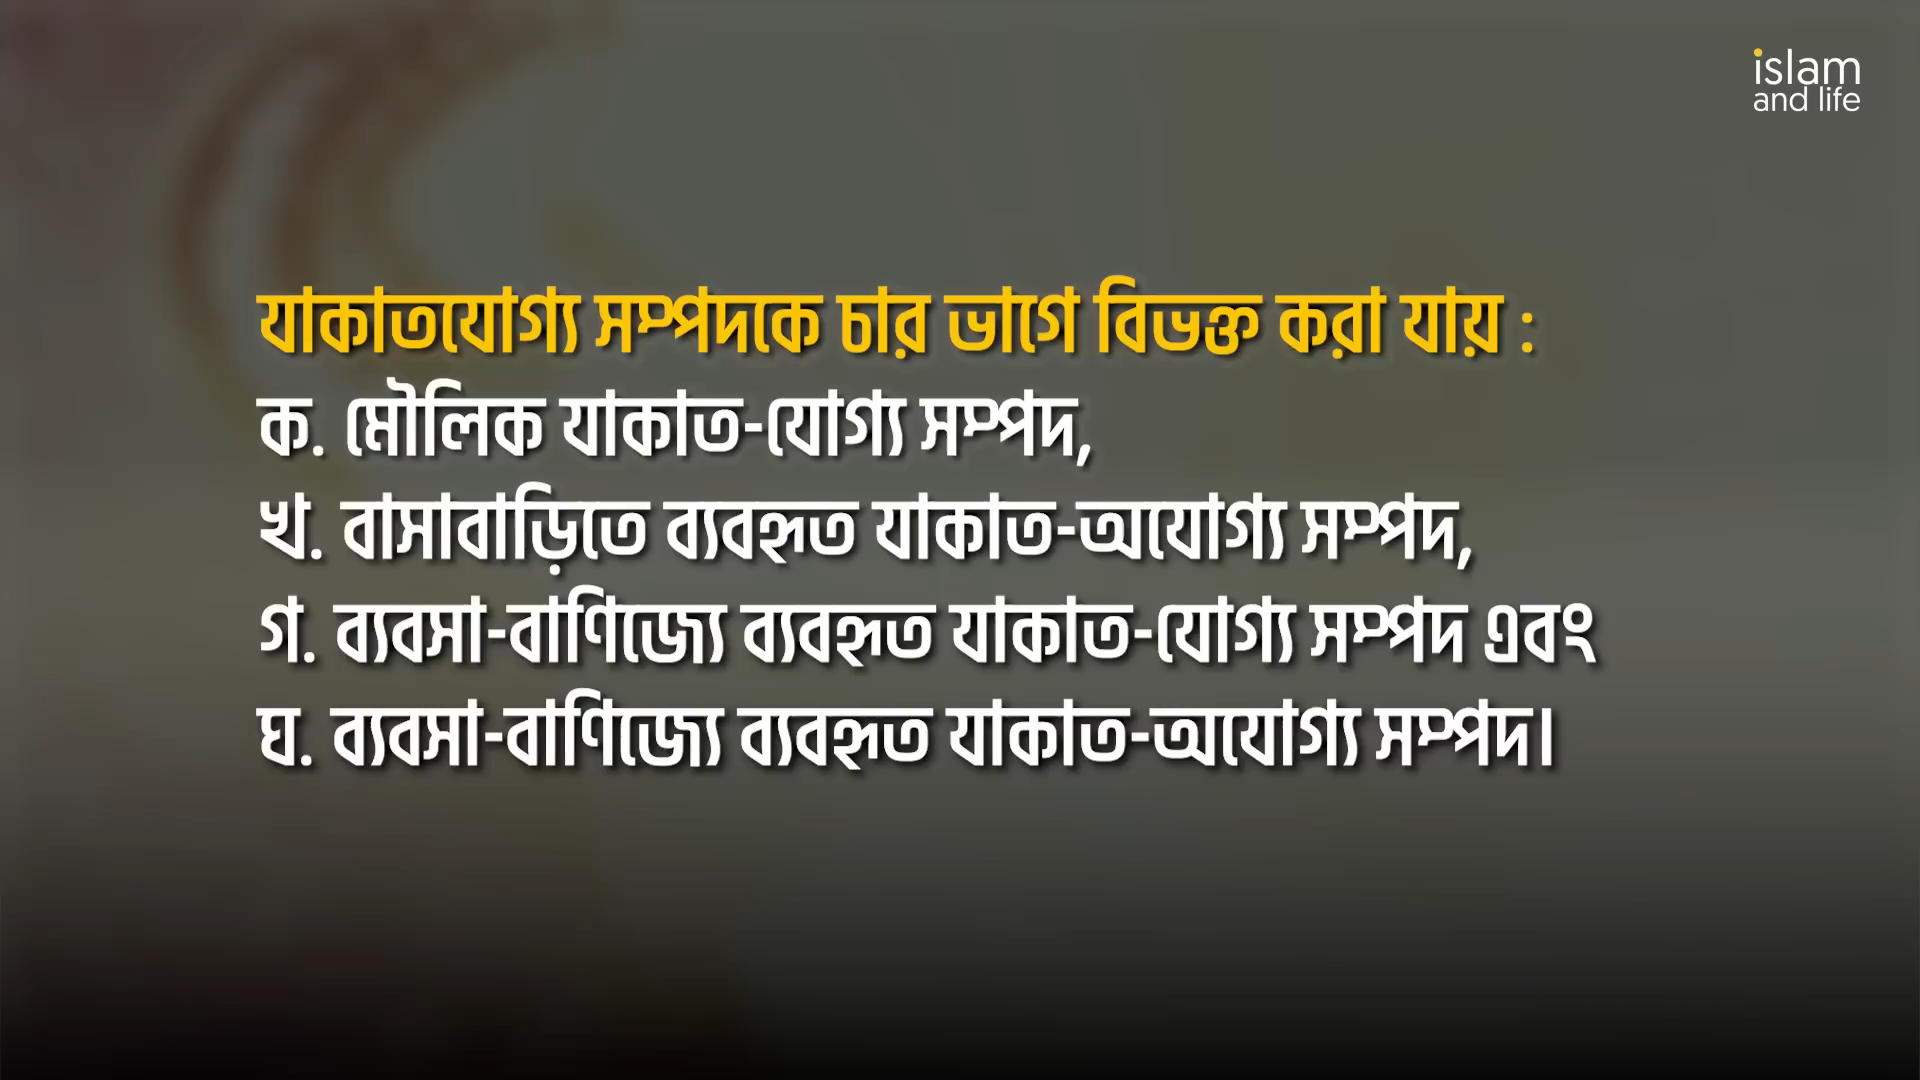 islam
and life
যাকাতযোগ্য সম্পদকে চার ভাগে বিভক্ত করা যায় :
ক. মৌলিক যাকাত-যোগ্য সম্পদ,
খ. বাসাবাড়িতে ব্যবহৃত যাকাত-অযোগ্য সম্পদ,
গ. ব্যবসা-বাণিজ্যে ব্যবহৃত যাকাত-যোগ্য সম্পদ এবং
ঘ. ব্যবসা-বাণিজ্যে ব্যবহৃত যাকাত-অযোগ্য সম্পদ।